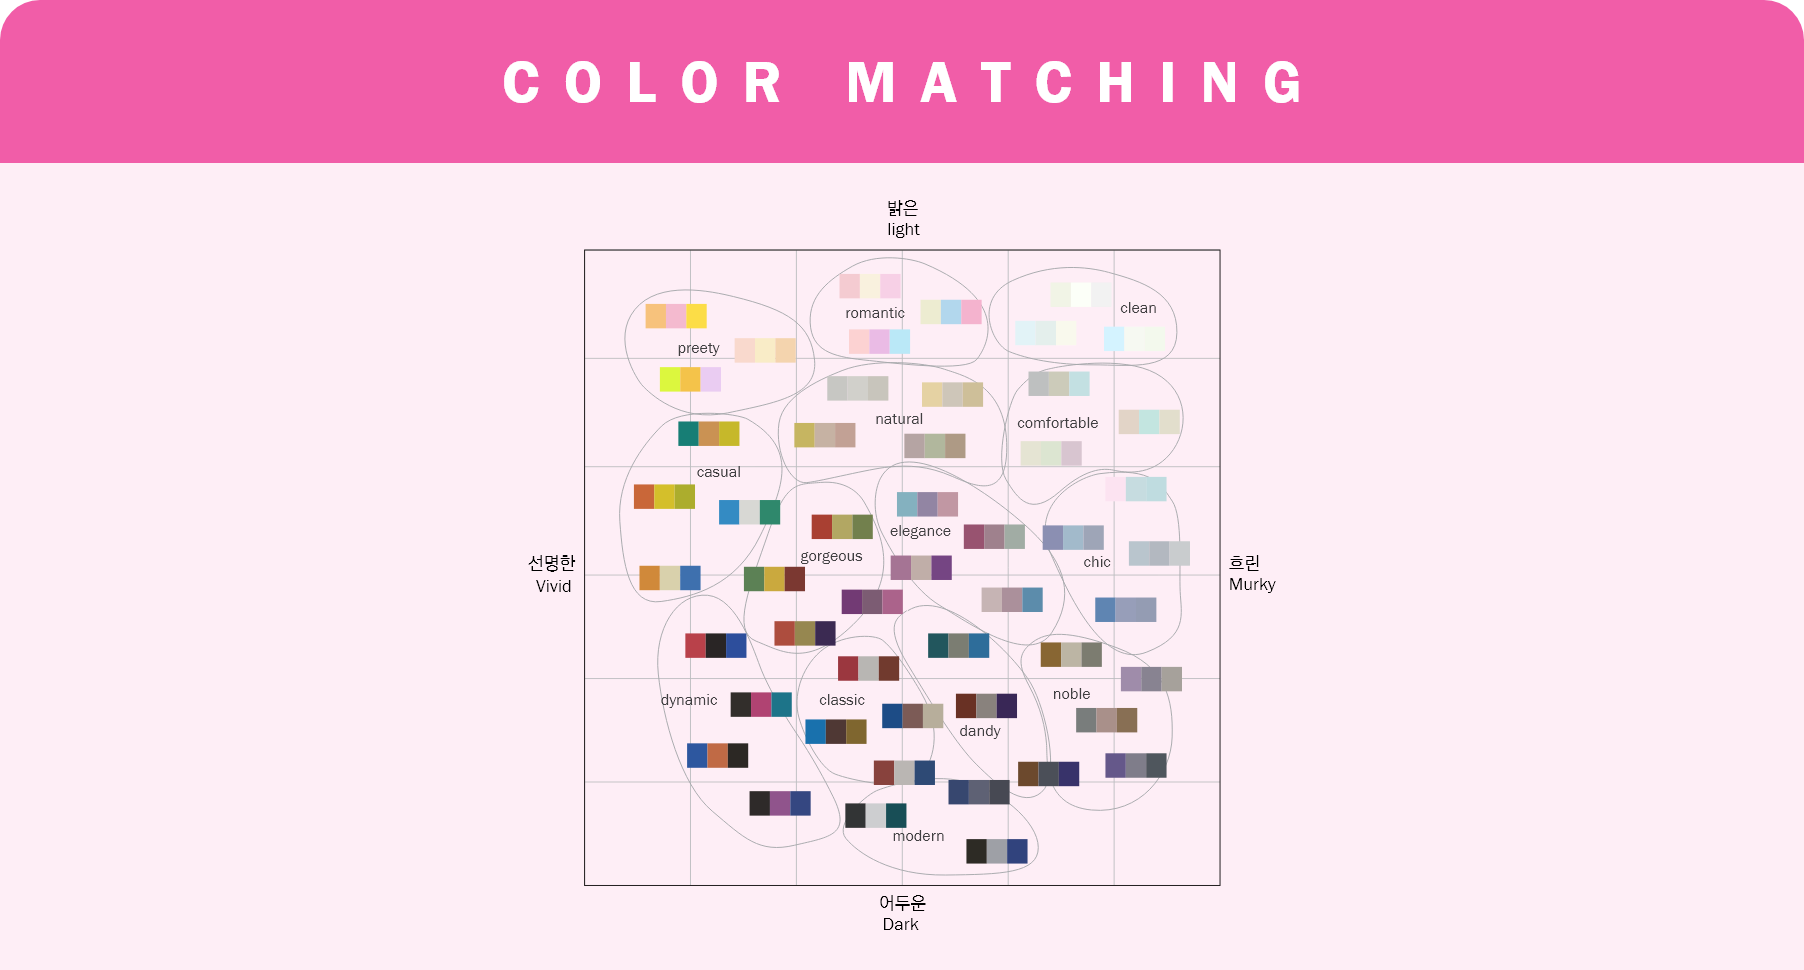 COLOR MATCHING
밝은
light
romantic
clean
preety
natural
comfortable
casual
elegance
gorgeous
chic
선명한
Vivid
흐린
Murky
dynamic
classic
noble
dandy
modern
어두운
Dark